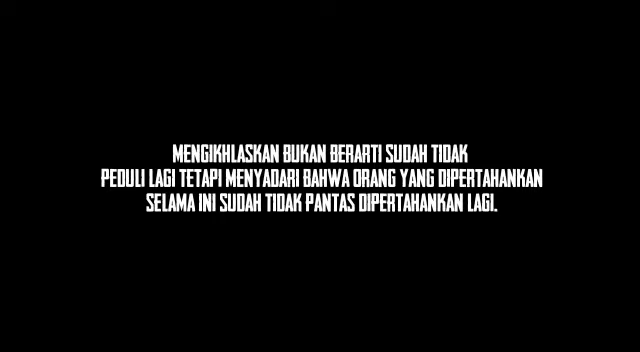 MENGIKHLASKAN BUKAN BERARTI SUDAH TIDAK
PEDULI LAGI TETAPI MENYADARI BAHWA ORANG YANG DIPERTAHANKAN
SELAMA INI SUDAH TIDAK PANTAS DIPERTAHANKAN LAGI.